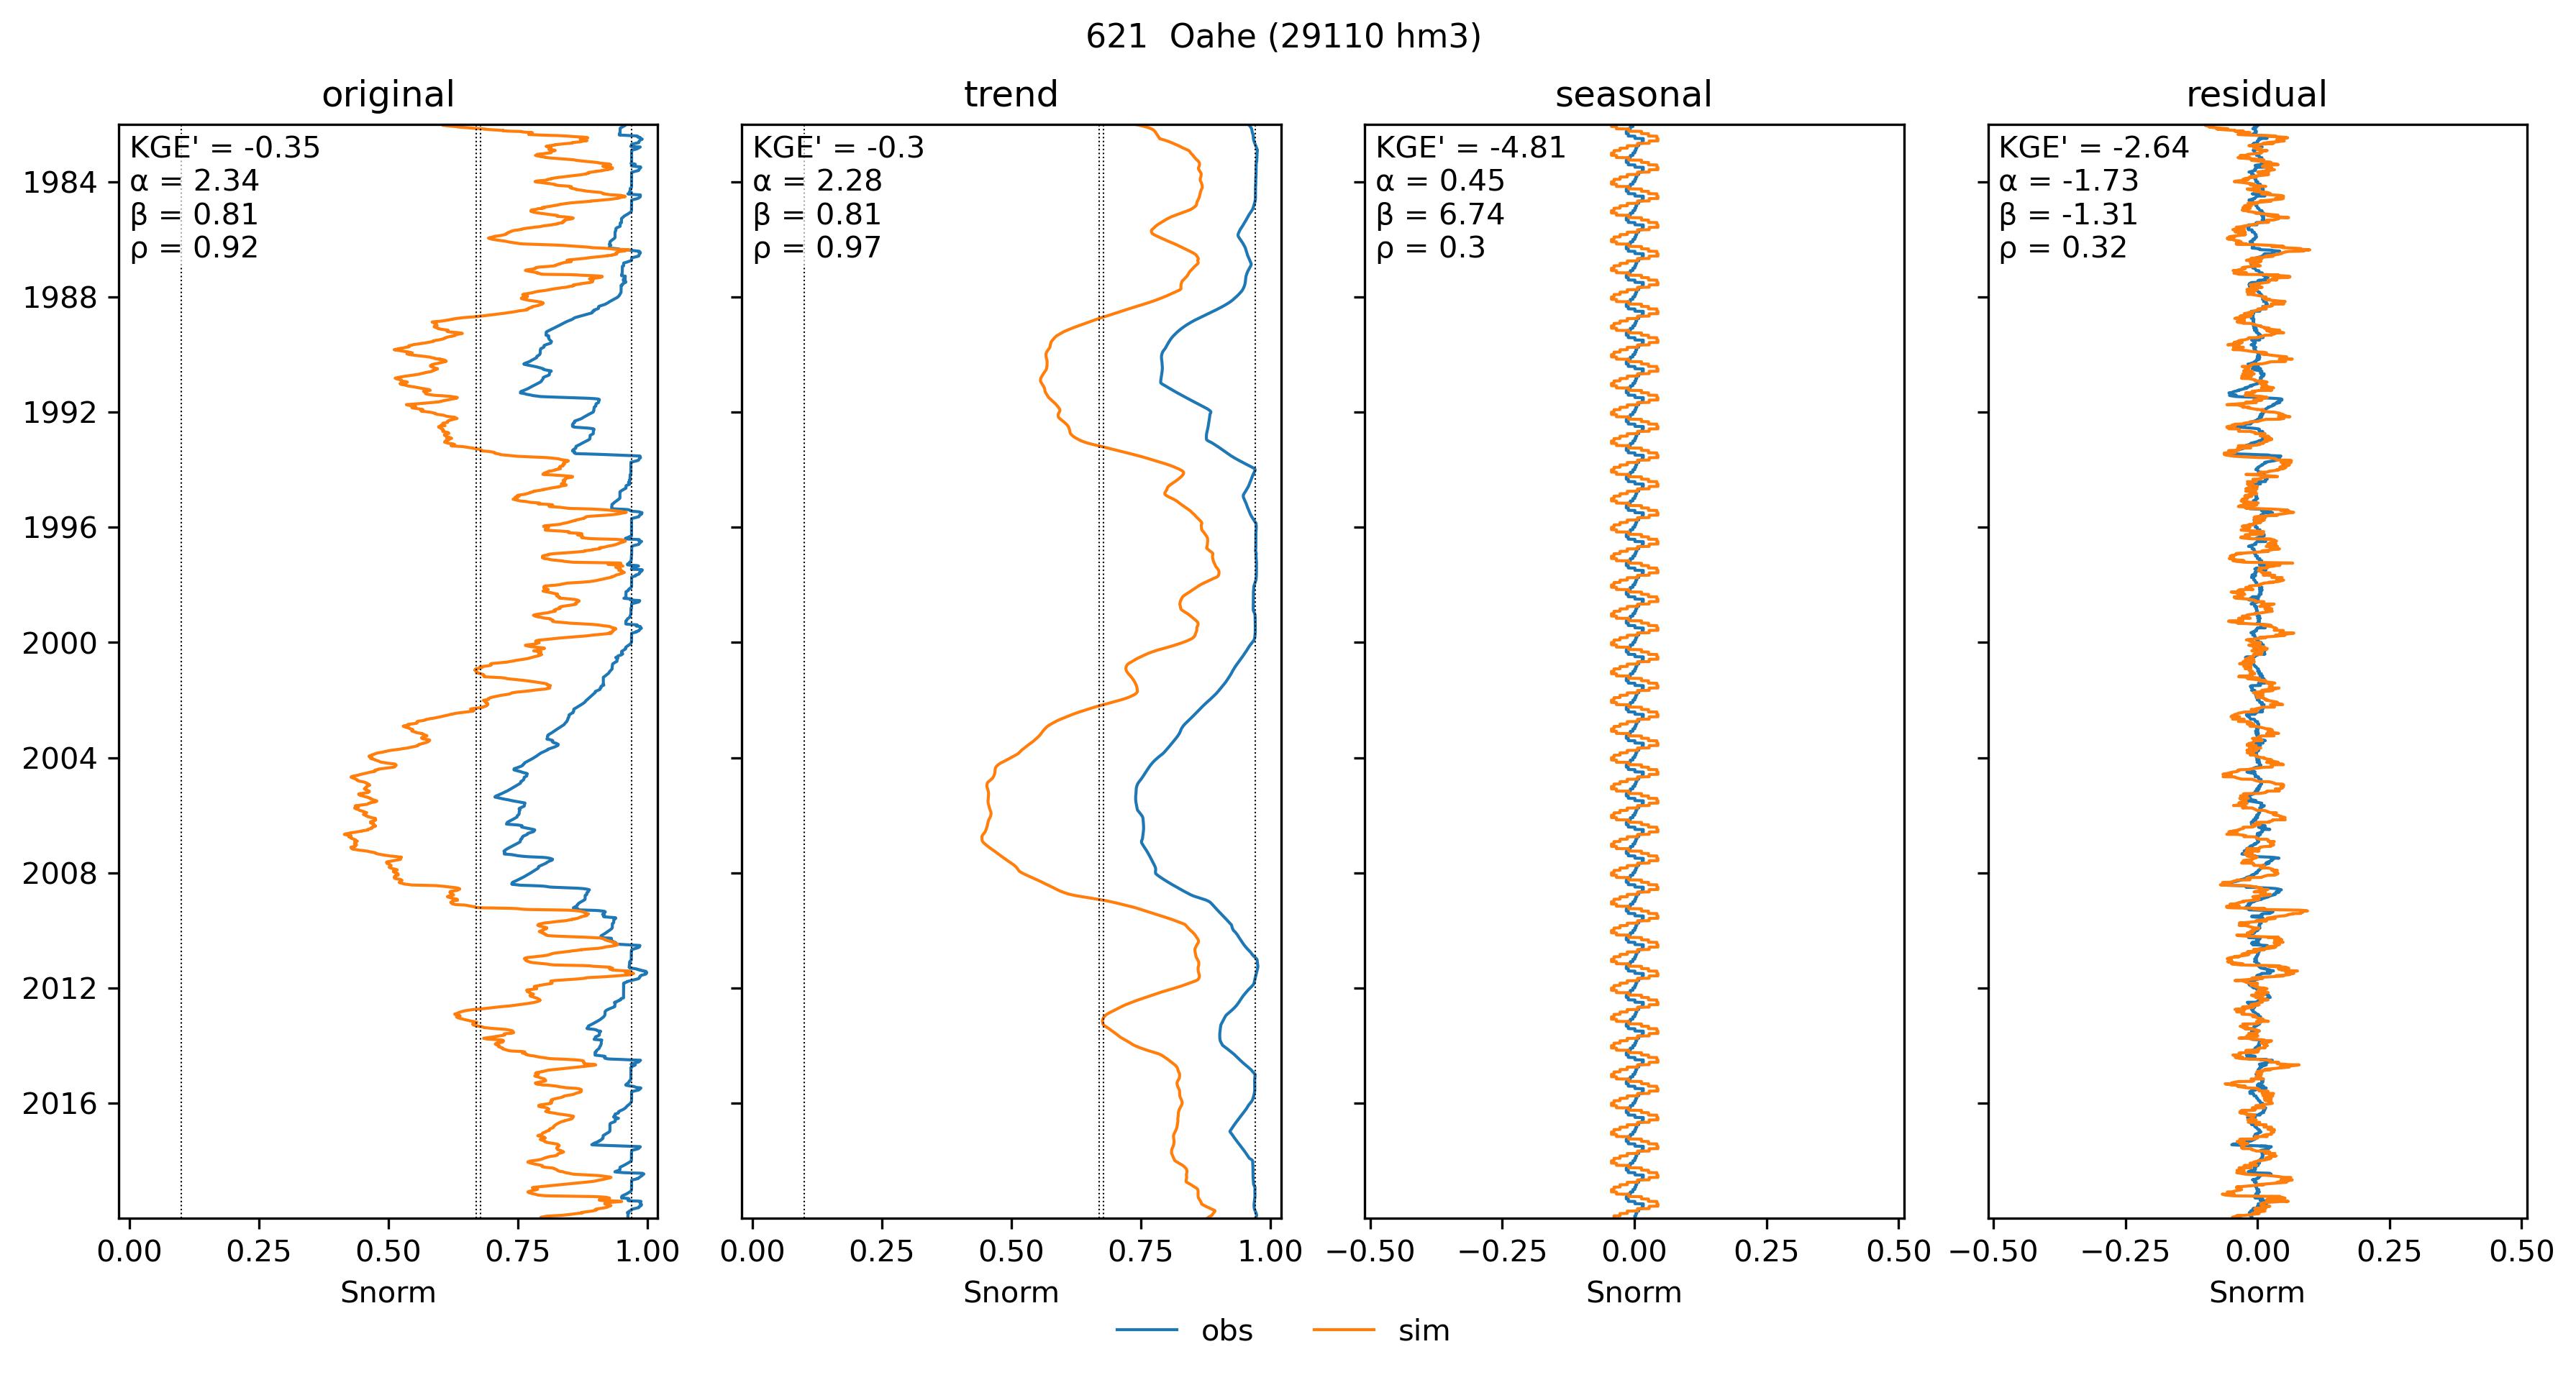 621  Oahe (29110 hm3)
original
KGE' = -0.35
α = 2.34
β = 0.81
ρ = 0.92
1984
1988
1992
1996
2000
2004
2008
2012
2016
0.00 0.25 0.50 0.75 1.00
Snorm
trend
KGE' = -0.3
α = 2.28
β = 0.81
ρ = 0.97
0.00 0.25 0.50 0.75 1.00
Snorm
seasonal
KGE' = -4.81
α = 0.45
β = 6.74
ρ = 0.3
−0.50 −0.25 0.00 0.25 0.50
Snorm
residual
KGE' = -2.64
α = -1.73
β = -1.31
ρ = 0.32
−0.50 −0.25 0.00 0.25 0.50
Snorm
obs sim